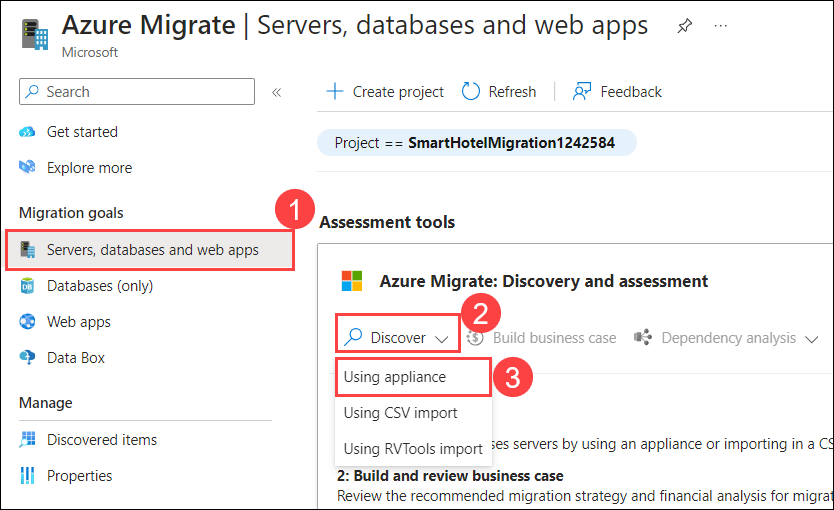 Azure Migrate | Servers, databases and web apps
Microsoft
Search
Create project
Refresh
Feedback
Get started
Explore more
Project == SmartHotelMigration1242584
Migration goals
1
Assessment tools
Servers, databases and web apps
Azure Migrate: Discovery and assessment
Databases (only)
2
Web apps
Discover
Build business case
Dependency analysis
Data Box
Using appliance
3
Manage
Using CSV import
Discovered items
ses servers by using an appliance or importing in a CS
Using RVTools import
Properties
2: Build and review business case
Review the recommended migration strategy and financial analysis for migra